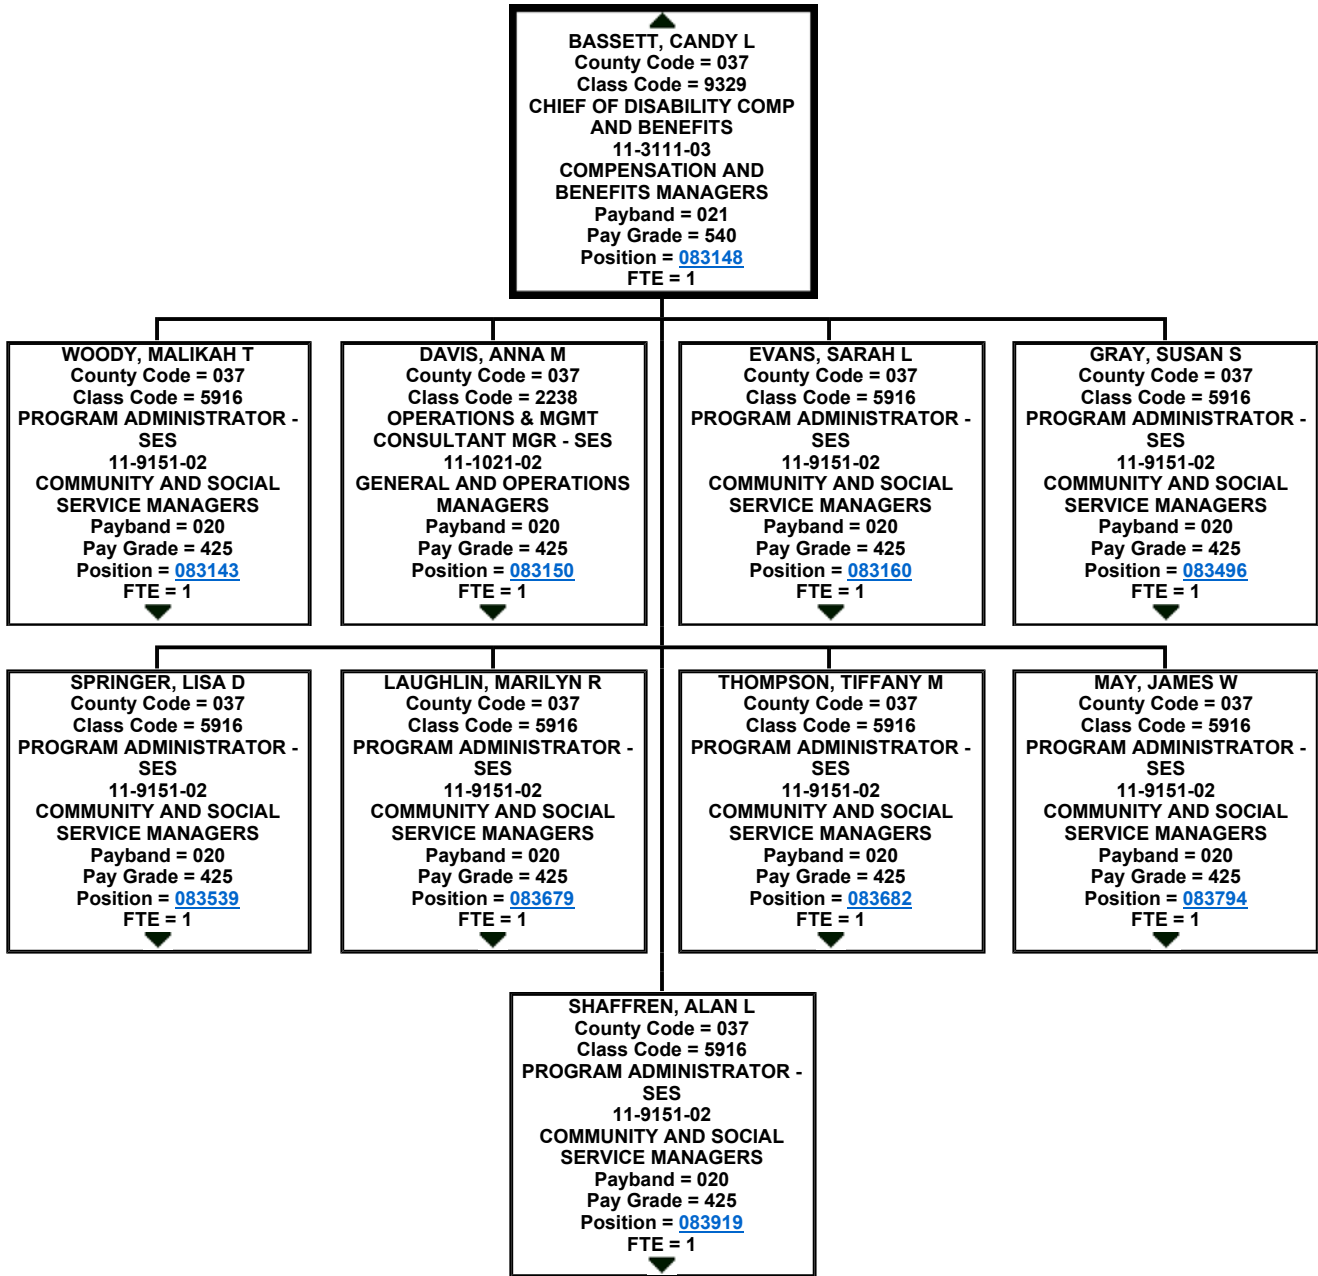 BASSETT, CANDY L
County Code = 037
Class Code = 9329
CHIEF OF DISABILITY COMP
AND BENEFITS
11-3111-03
COMPENSATION AND
BENEFITS MANAGERS
Payband = 021
Pay Grade = 540
Position = 083148
FTE = 1
WOODY, MALIKAH T
County Code = 037
Class Code = 5916
PROGRAM ADMINISTRATOR -
SES
11-9151-02
COMMUNITY AND SOCIAL
SERVICE MANAGERS
Payband = 020
Pay Grade = 425
Position = 083143
FTE = 1
DAVIS, ANNA M
County Code = 037
Class Code = 2238
OPERATIONS & MGMT
CONSULTANT MGR - SES
11-1021-02
GENERAL AND OPERATIONS
MANAGERS
Payband = 020
Pay Grade = 425
Position = 083150
FTE = 1
EVANS, SARAH L
County Code = 037
Class Code = 5916
PROGRAM ADMINISTRATOR -
SES
11-9151-02
COMMUNITY AND SOCIAL
SERVICE MANAGERS
Payband = 020
Pay Grade = 425
Position = 083160
FTE = 1
GRAY, SUSAN S
County Code = 037
Class Code = 5916
PROGRAM ADMINISTRATOR -
SES
11-9151-02
COMMUNITY AND SOCIAL
SERVICE MANAGERS
Payband = 020
Pay Grade = 425
Position = 083496
FTE = 1
SPRINGER, LISA D
County Code = 037
Class Code = 5916
PROGRAM ADMINISTRATOR -
SES
11-9151-02
COMMUNITY AND SOCIAL
SERVICE MANAGERS
Payband = 020
Pay Grade = 425
Position = 083539
FTE = 1
LAUGHLIN, MARILYN R
County Code = 037
Class Code = 5916
PROGRAM ADMINISTRATOR -
SES
11-9151-02
COMMUNITY AND SOCIAL
SERVICE MANAGERS
Payband = 020
Pay Grade = 425
Position = 083679
FTE = 1
THOMPSON, TIFFANY M
County Code = 037
Class Code = 5916
PROGRAM ADMINISTRATOR -
SES
11-9151-02
COMMUNITY AND SOCIAL
SERVICE MANAGERS
Payband = 020
Pay Grade = 425
Position = 083682
FTE = 1
MAY, JAMES W
County Code = 037
Class Code = 5916
PROGRAM ADMINISTRATOR -
SES
11-9151-02
COMMUNITY AND SOCIAL
SERVICE MANAGERS
Payband = 020
Pay Grade = 425
Position = 083794
FTE = 1
SHAFFREN, ALAN L
County Code = 037
Class Code = 5916
PROGRAM ADMINISTRATOR -
SES
11-9151-02
COMMUNITY AND SOCIAL
SERVICE MANAGERS
Payband = 020
Pay Grade = 425
Position = 083919
FTE = 1